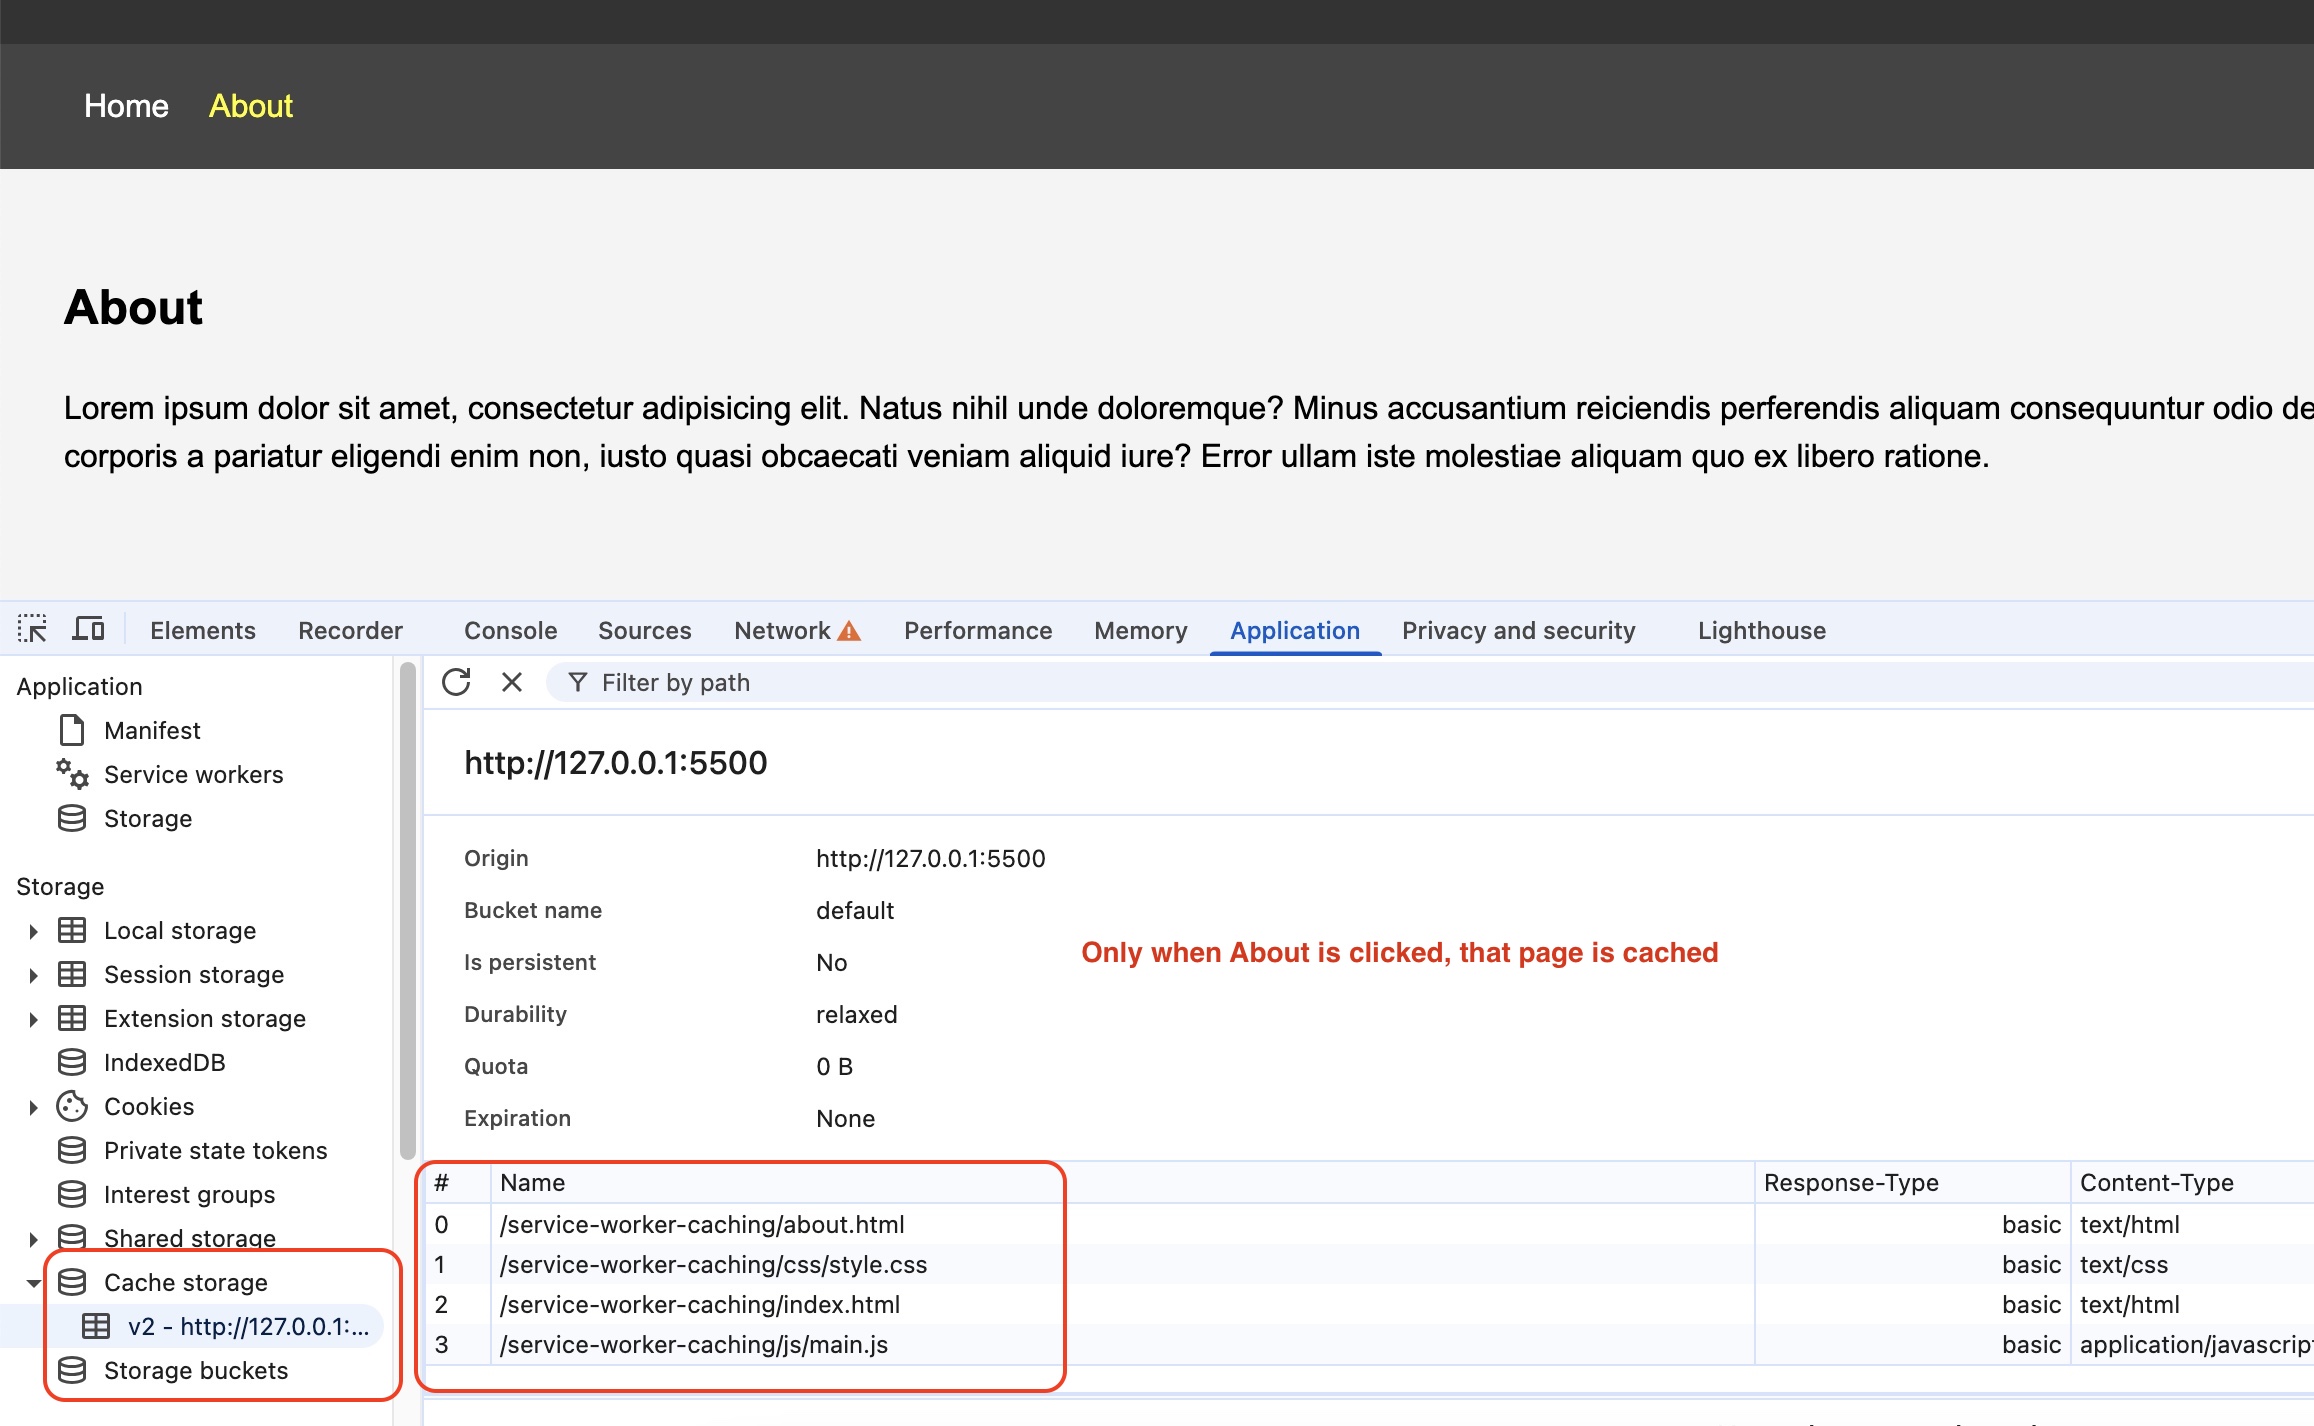 Home About
About
Lorem ipsum dolor sit amet, consectetur adipisicing elit. Natus nihil unde doloremque? Minus accusantium reiciendis perferendis aliquam consequuntur odio de
corporis a pariatur eligendi enim non, iusto quasi obcaecati veniam aliquid iure? Error ullam iste molestiae aliquam quo ex libero ratione.
Elements Recorder Console Sources Network Performance Memory Application Privacy and security Lighthouse
Application
Manifest
Service workers
Storage
Storage
Local storage
Session storage
Extension storage
IndexedDB
Cookies
Private state tokens
Interest groups
Shared storage
Cache storage
v2 - http://127.0.0.1:...
Storage buckets
Filter by path
http://127.0.0.1:5500
Origin http://127.0.0.1:5500
Bucket name default
Only when About is clicked, that page is cached
Is persistent No
Durability relaxed
Quota 0 B
Expiration None
# Name Response-Type Content-Type
0 /service-worker-caching/about.html basic text/html
1 /service-worker-caching/css/style.css basic text/css
2 /service-worker-caching/index.html basic text/html
3 /service-worker-caching/js/main.js basic application/javascrip